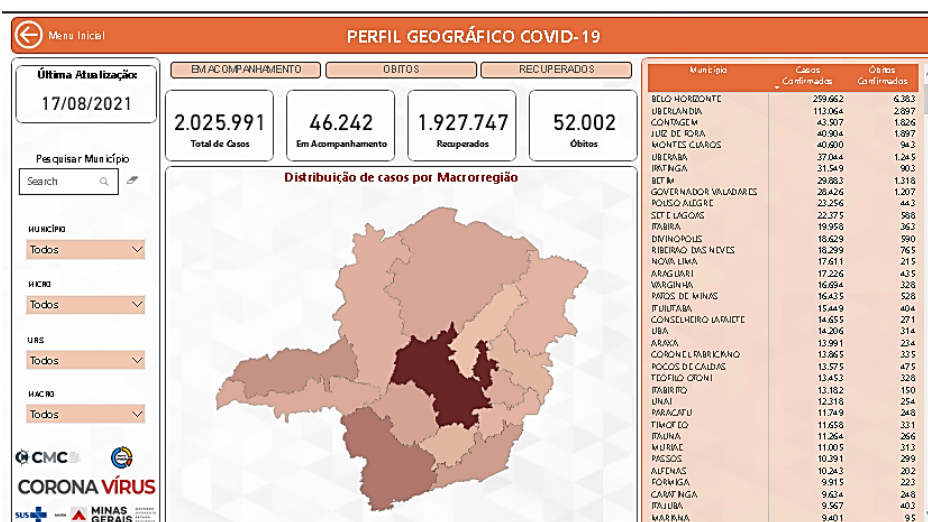 Menu Inicial
PERFIL GEOGRÁFICO COVID-19
Última Atualização:
17/08/2021
Pesquisar Município
Search
MUNICÍPIO
Todos
MICRO
Todos
URS
Todos
MACRO
Todos
CMC
CORONA VÍRUS
SUS
MINAS GERAIS
EM ACOMPANHAMENTO
OBITOS
RECUPERADOS
2.025.991
Total de Casos
46.242
Em Acompanhamento
1.927.747
Recuperados
52.002
Óbitos
Distribuição de casos por Macrorregião
Município Casos Confirmados Óbitos Confirmados
BELO HORIZONTE 259.662 6.383
UBERLANDIA 113.064 2.897
CONTAGEM 43.507 1.826
JUIZ DE FORA 40.904 1.897
MONTES CLAROS 40.600 943
UBERABA 37.044 1.245
IPATINGA 31.549 903
BETIM 29.883 1.318
GOVERNADOR VALADARES 28.426 1.207
POUSO ALEGRE 23.256 443
SETE LAGOAS 22.375 588
ITABIRA 19.958 363
DIVINOPOLIS 18.629 590
RIBEIRAO DAS NEVES 18.299 765
NOVA LIMA 17.611 215
ARAGUARI 17.226 435
VARGINHA 16.694 328
PATOS DE MINAS 16.435 528
ITUIUTABA 15.449 404
CONSELHEIRO LAFAIETE 14.655 271
UBA 14.206 314
ARAXA 13.991 234
CORONEL FABRICIANO 13.865 335
POCOS DE CALDAS 13.575 475
TEOFILO OTONI 13.453 328
ITABIRITO 13.182 150
UNAI 12.318 254
PARACATU 11.749 248
TIMOTEO 11.658 331
ITAUNA 11.264 266
MURIAE 11.005 313
PASSOS 10.391 299
ALFENAS 10.243 202
FORMIGA 9.915 223
CARATINGA 9.634 248
ITAJUBA 9.567 403
MARIANA 9.401 95